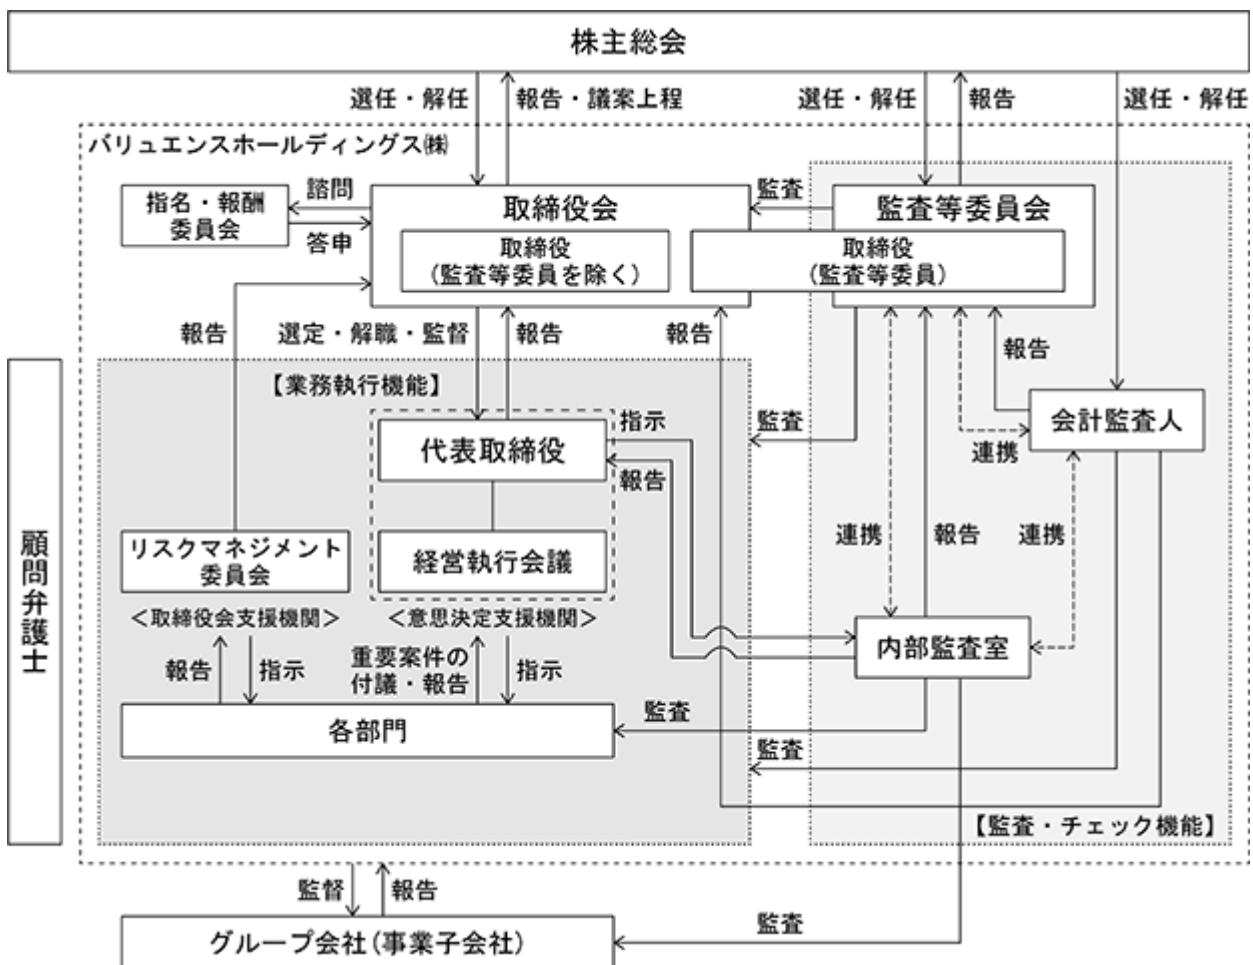 株主総会
選任・解任
報告・議案上程
選任・解任
報告
選任・解任
バリュエンスホールディングス㈱
指名・報酬
委員会
諮問
答申
取締役会
取締役
(監査等委員を除く)
監査
監査等委員会
取締役
(監査等委員)
報告
選定・解職・監督
報告
報告
報告
【業務執行機能】
代表取締役
指示
報告
監査
会計監査人
連携
顧問弁護士
リスクマネジメント
委員会
経営執行会議
連携
報告
連携
＜取締役会支援機関＞
＜意思決定支援機関＞
内部監査室
報告
指示
重要案件の
付議・報告
指示
各部門
監査
監査
【監査・チェック機能】
監督
報告
グループ会社(事業子会社)
監査